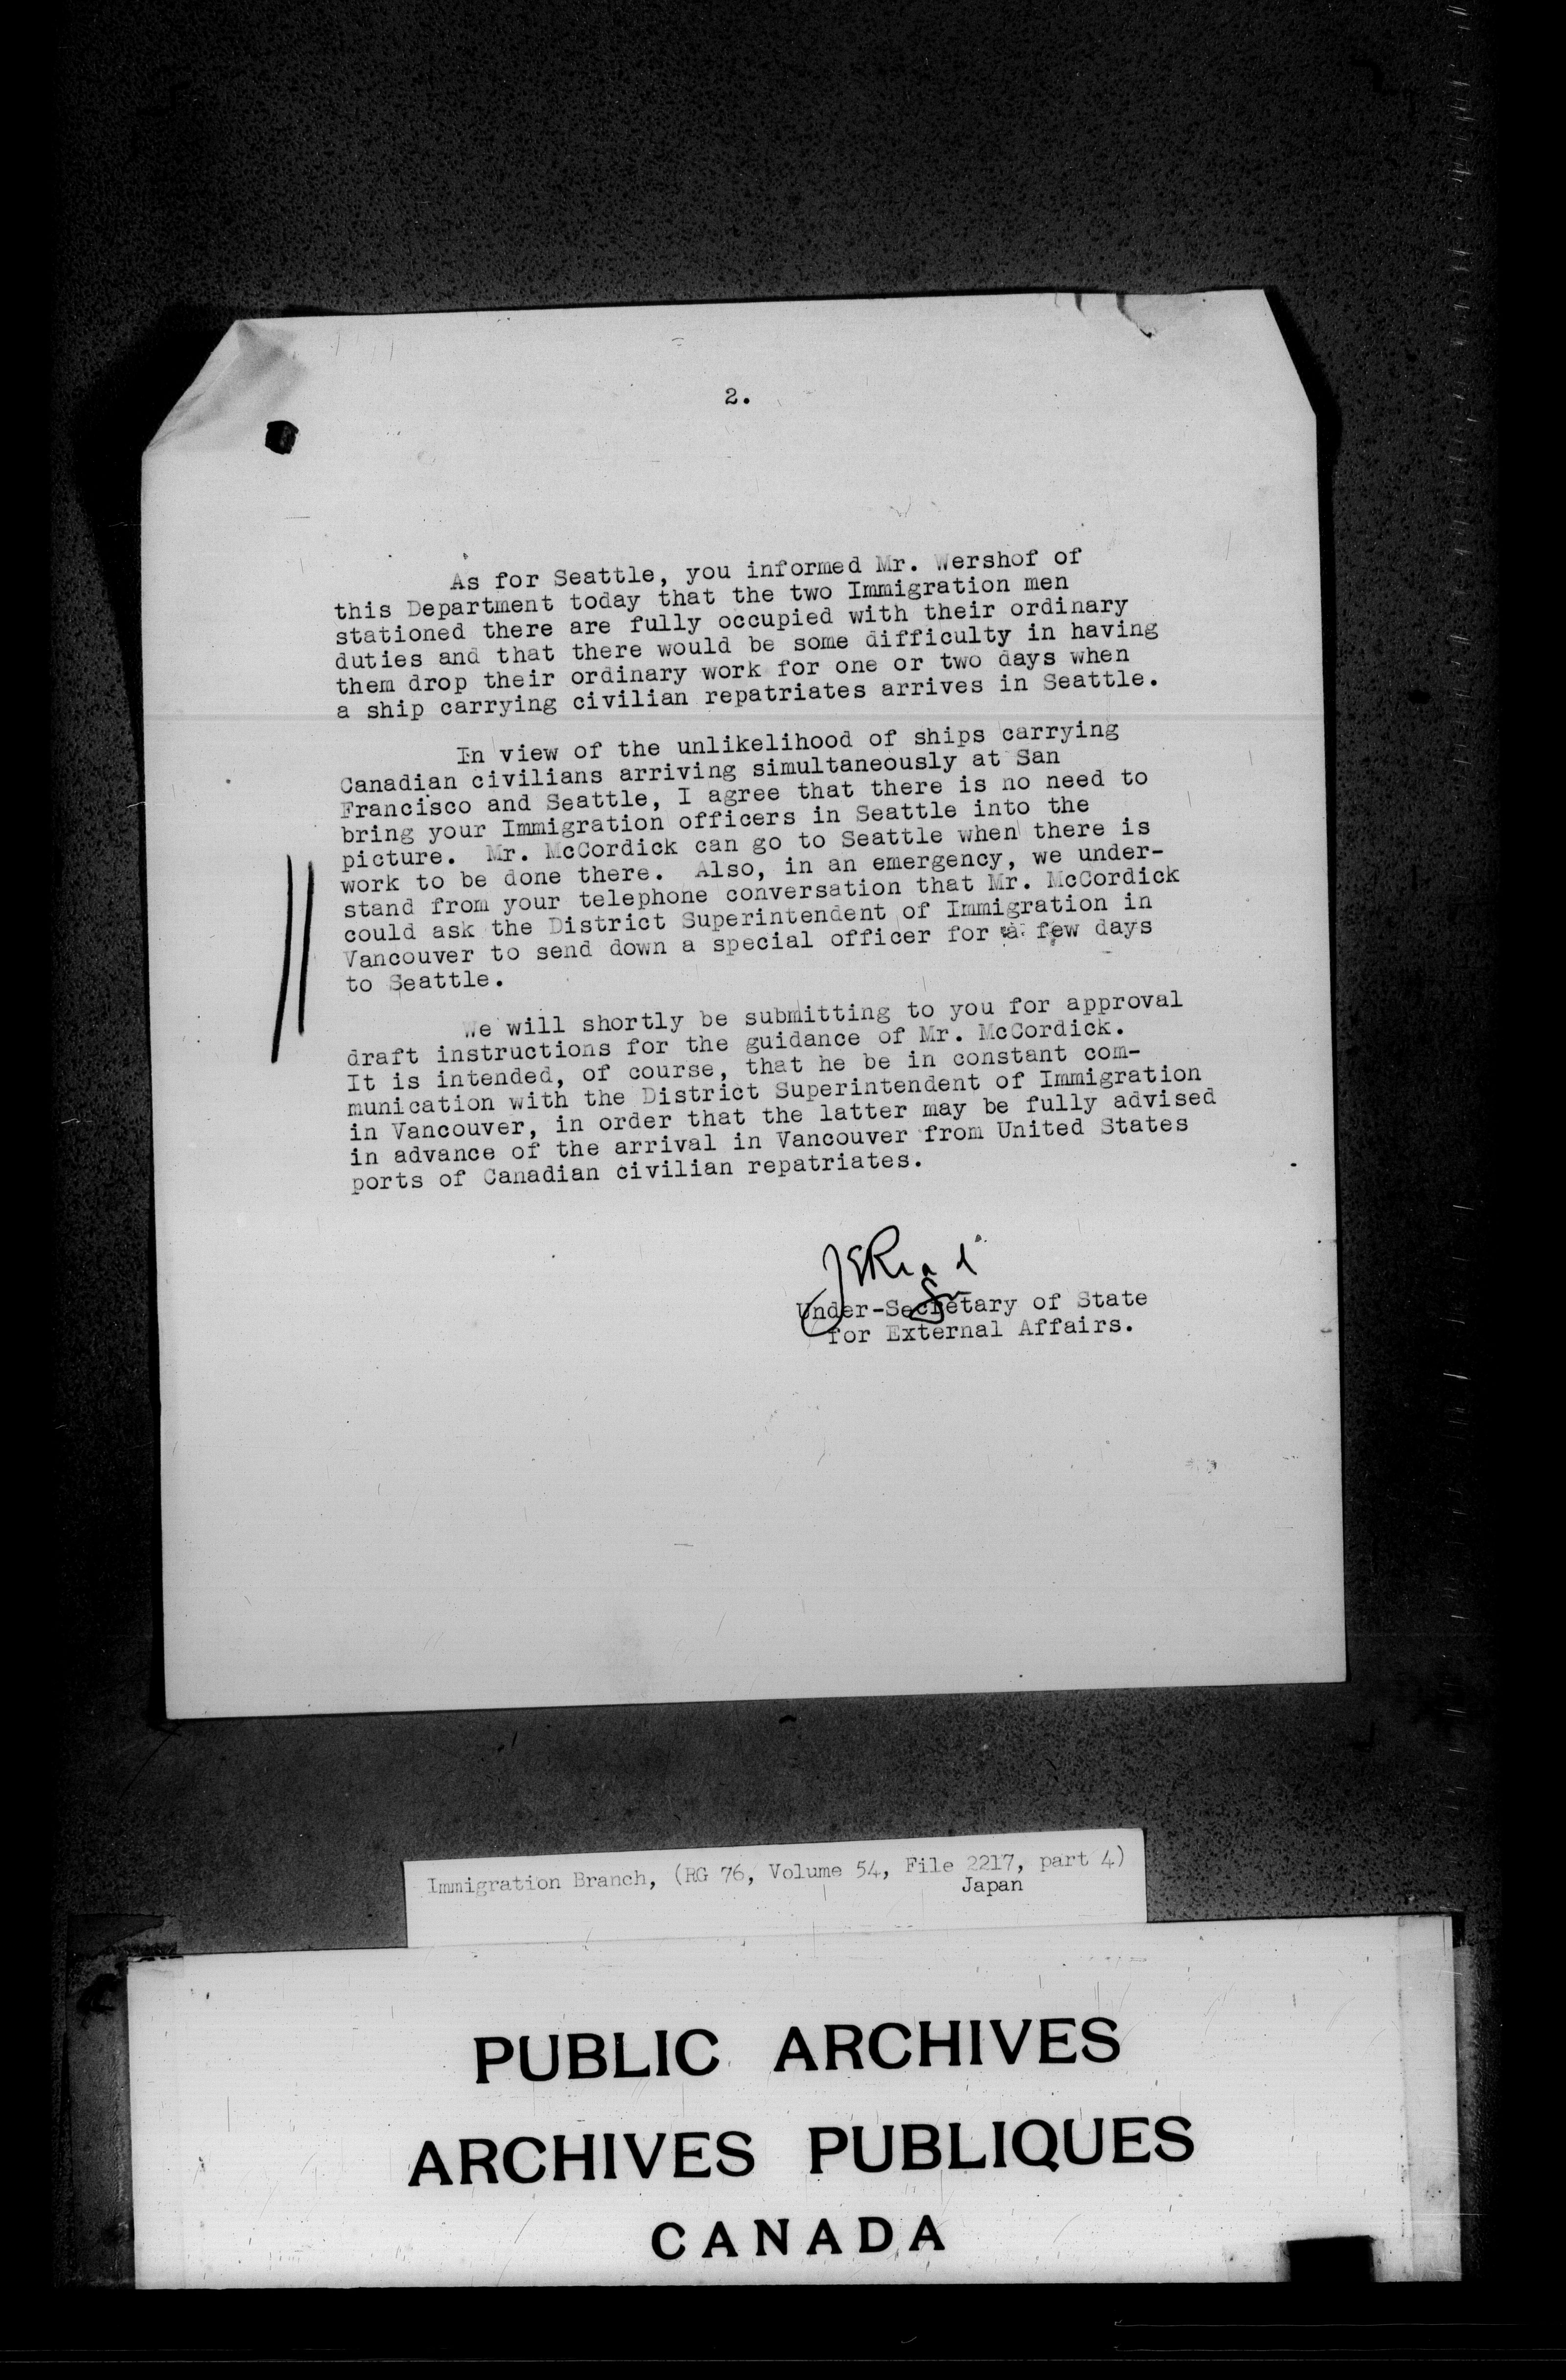 2.
As for Seattle, you informed Mr. Wershof of
this Department today that the two Immigration men
stationed there are fully occupied with their ordinary
duties and that there would be some difficulty in having
them drop their ordinary work for one or two days when
a ship carrying civilian repatriates arrives in Seattle.
In view of the unlikelihood of ships carrying
Canadian civilians arriving simultaneously at San
Francisco and Seattle, I agree that there is no need to
bring your Immigration officers in Seattle into the
picture. Mr. McCordick can go to Seattle when there is
work to be done there. Also, in an emergency, we under-
stand from your telephone conversation that Mr. McCordick
could ask the District Superintendent of Immigration in
Vancouver to send down a special officer for a few days
to Seattle.
We will shortly be submitting to you for approval
draft instructions for the guidance of Mr. McCordick.
It is intended, of course, that he be in constant com-
munication with the District Superintendent of Immigration
in Vancouver, in order that the latter may be fully advised
in advance of the arrival in Vancouver from United States
ports of Canadian civilian repatriates.
JERead
Under-Secretary of State
for External Affairs.
Immigration Branch, (RG 76, Volume 54, File 2217, part 4)
Japan
PUBLIC ARCHIVES
ARCHIVES PUBLIQUES
CANADA